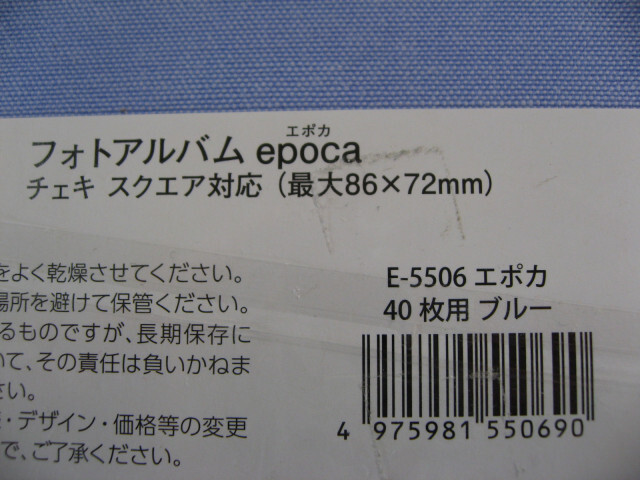 エポカ
フォトアルバム epoca
チェキ スクエア対応 (最大86×72mm)
をよく乾燥させてください。
場所を避けて保管ください。
るものですが、長期保存に
いて、その責任は負いかねま
さい。
・デザイン・価格等の変更
で、ご了承ください。
E-5506 エポカ
40 枚用 ブルー
4 975981 550690